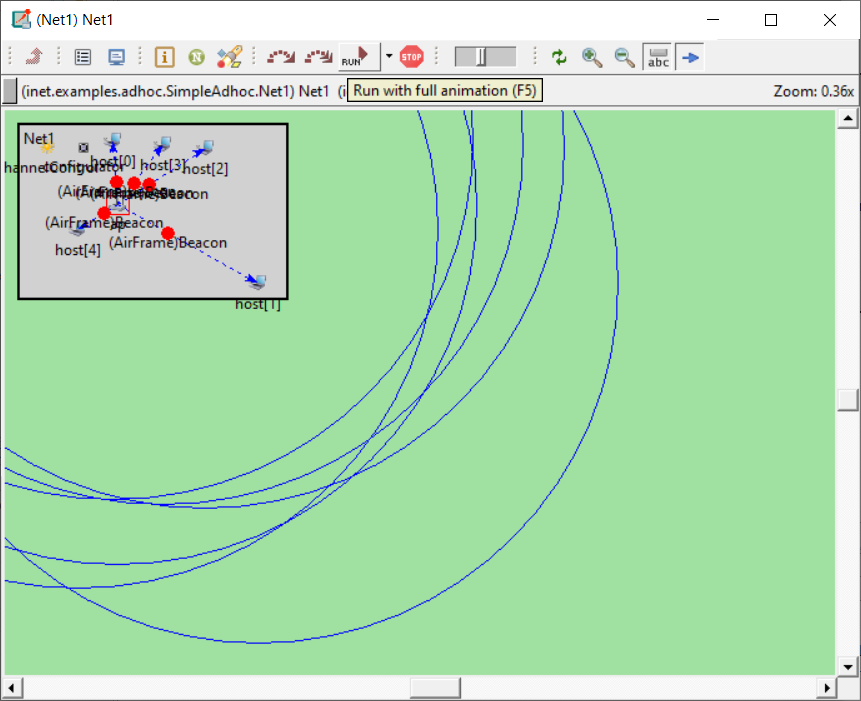 (Net1) Net1
RUN
STOP
abc
(inet.examples.adhoc.SimpleAdhoc.Net1) Net1 (i
Run with full animation (F5)
Zoom: 0.36x
Net1
host[0]
host[3]
host[2]
(AirFrame)Beacon
(AirFrame)Beacon
ap
host[4]
(AirFrame)Beacon
host[1]